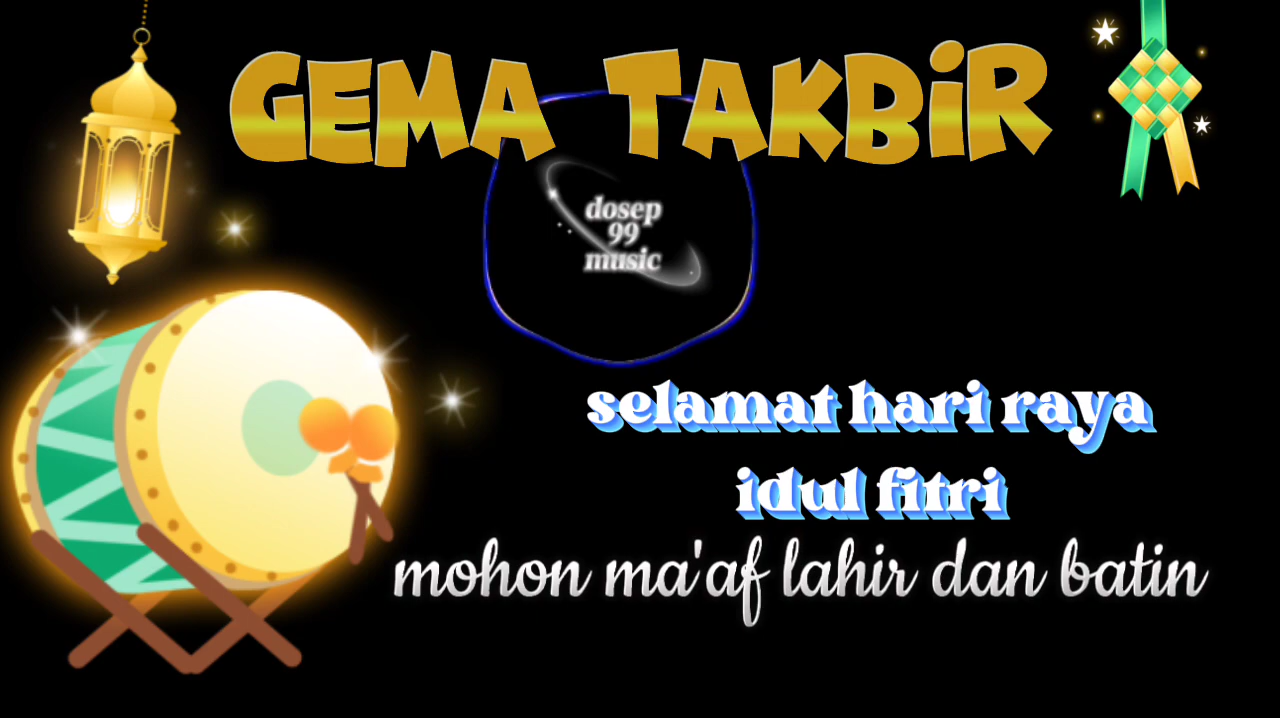 GEMA TAKBiR
dosep
99
music
selamat hari raya
idul fitri
mohon ma'af lahir dan batin